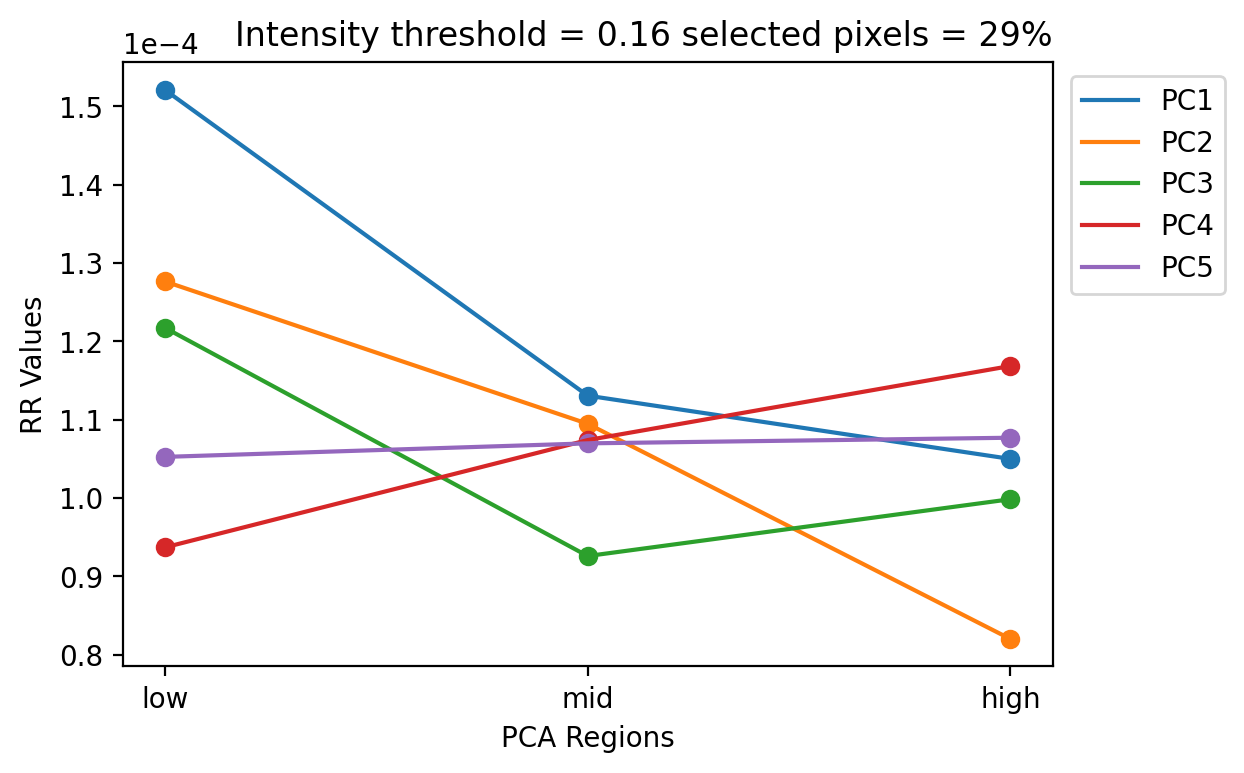 1e−4
Intensity threshold = 0.16 selected pixels = 29%
1.5
1.4
1.3
1.2
1.1
1.0
0.9
0.8
RR Values
low
mid
high
PCA Regions
PC1
PC2
PC3
PC4
PC5